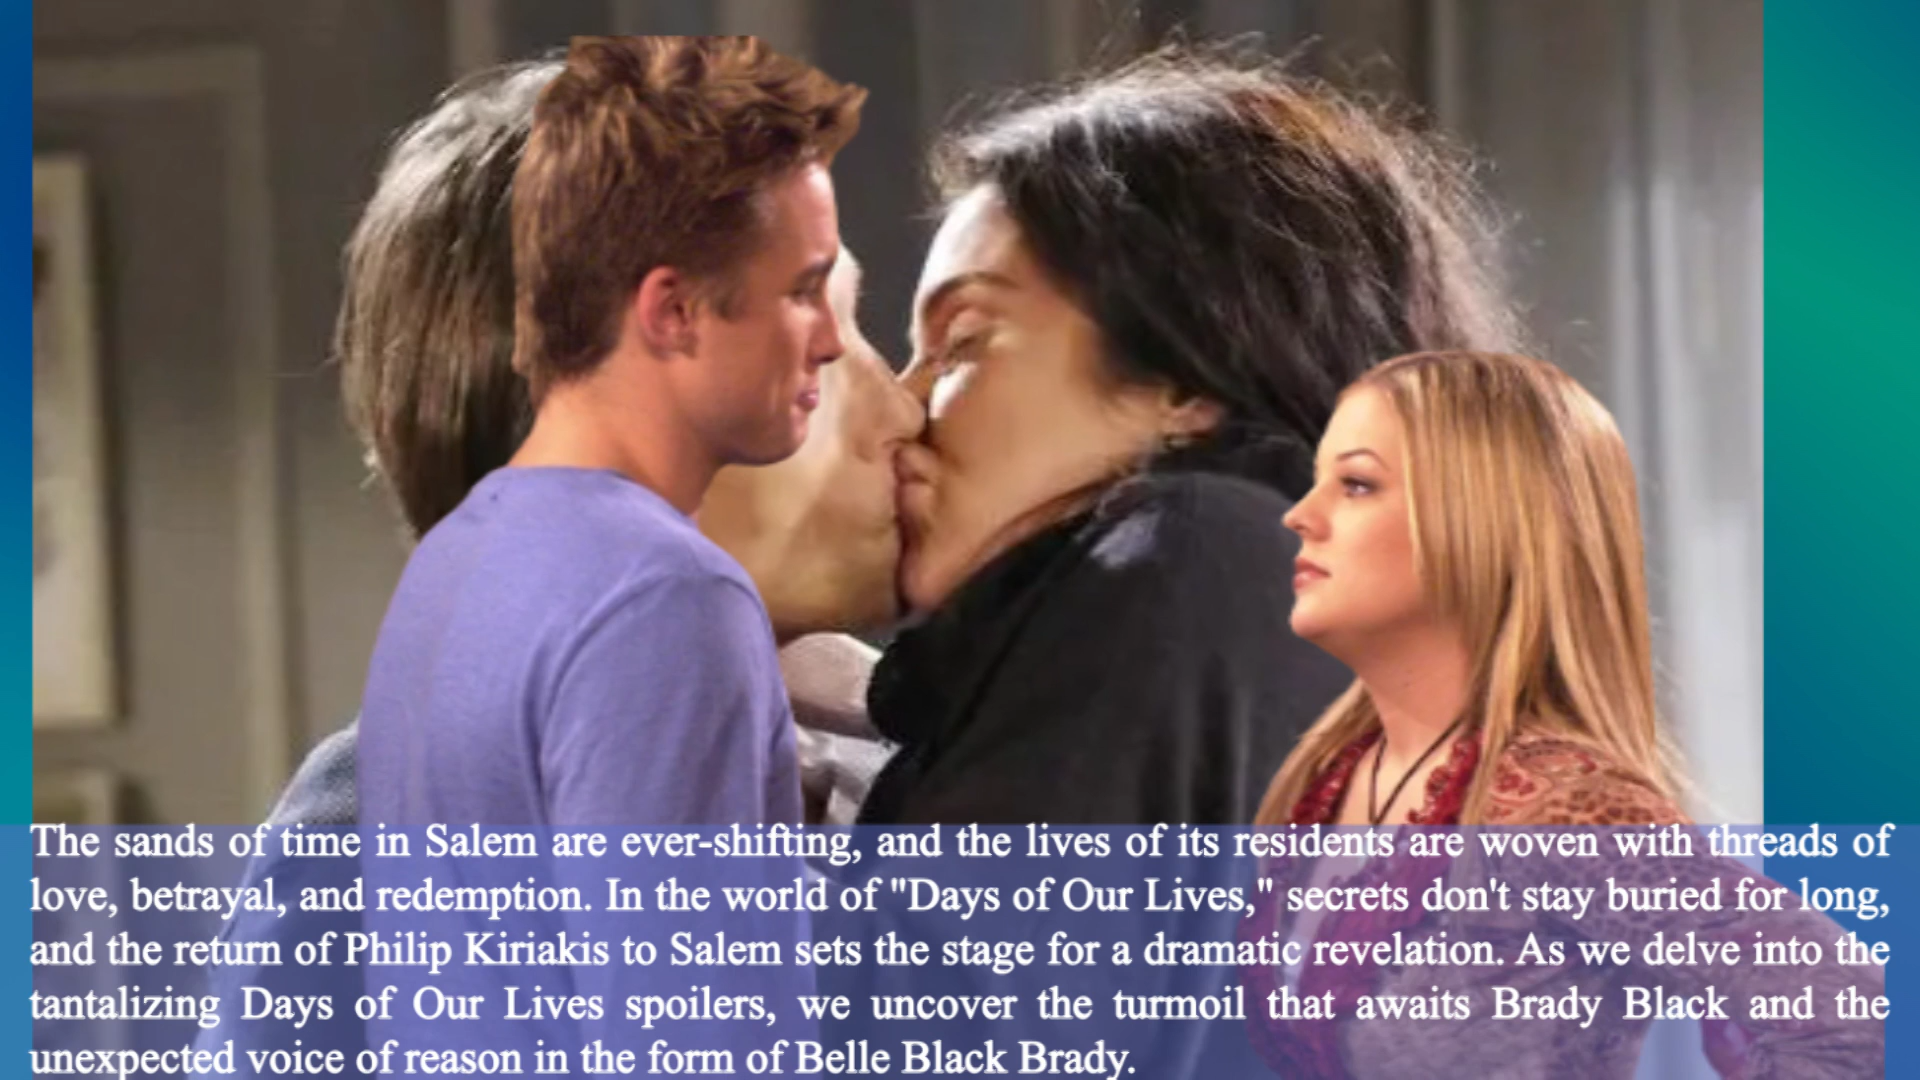 The sands of time in Salem are ever-shifting, and the lives of its residents are woven with threads of
love, betrayal, and redemption. In the world of "Days of Our Lives," secrets don't stay buried for long,
and the return of Philip Kiriakis to Salem sets the stage for a dramatic revelation. As we delve into the
tantalizing Days of Our Lives spoilers, we uncover the turmoil that awaits Brady Black and the
unexpected voice of reason in the form of Belle Black Brady.